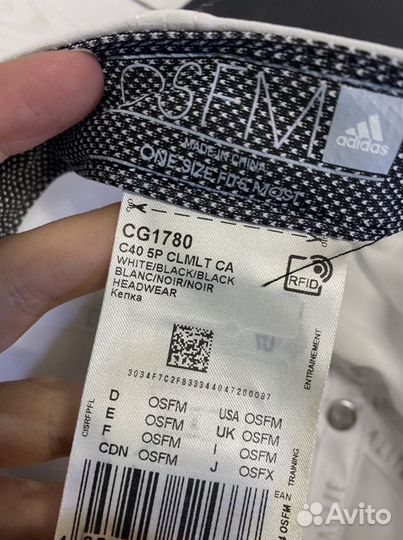 OSFM
adidas
MADE IN CHINA
ONE SIZE FITS MOST
CG1780
C40 5P CLMLT CA
WHITE/BLACK/BLACK
BLANC/NOIR/NOIR
HEADWEAR
Кепка
RFID
3034F7C2FB33344047200087
CISRFPFL
ENTRAINEMENT
TRAINING
D OSFM USA OSFM
E OSFM UK OSFM
F OSFM I OSFM
CDN OSFM J OSFX
EAN
OSFM
Avito